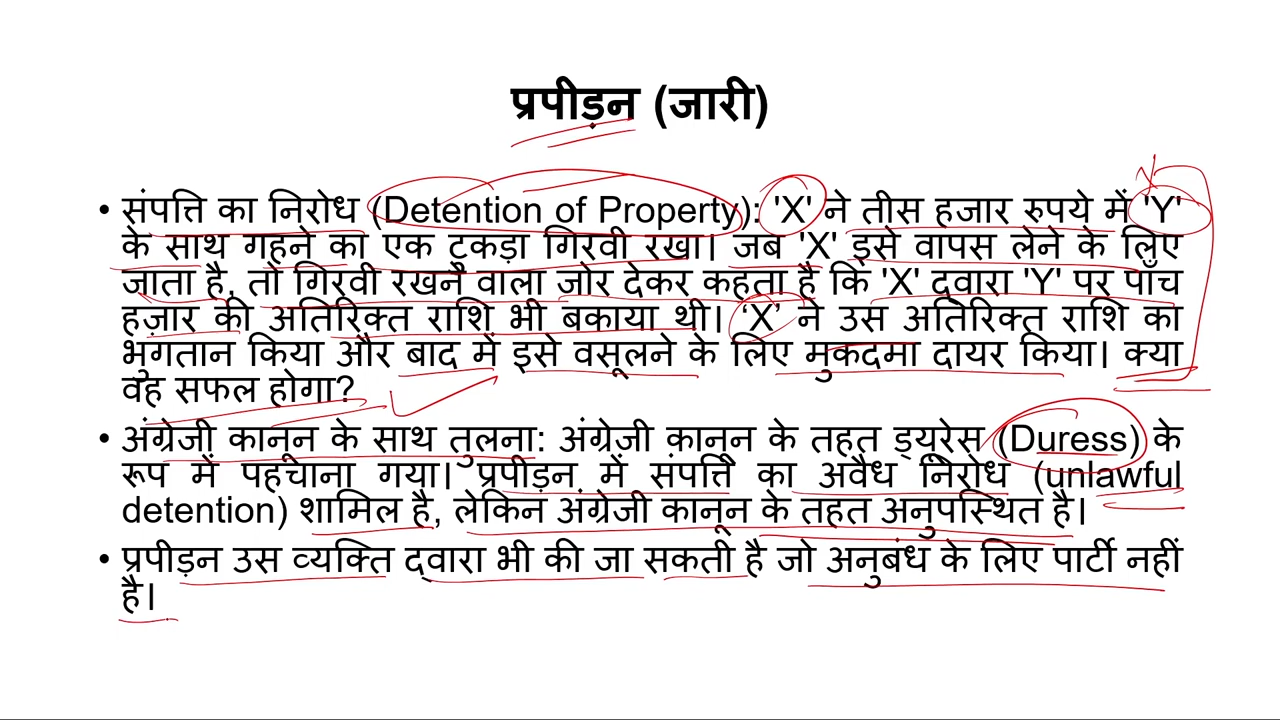 प्रपीड़न (जारी)
• संपत्ति का निरोध (Detention of Property): 'X' ने तीस हजार रुपये में 'Y'
के साथ गहने का एक टुकड़ा गिरवी रखा। जब 'X' इसे वापस लेने के लिए
जाता है, तो गिरवी रखने वाला जोर देकर कहता है कि 'X' द्वारा 'Y' पर पाँच
हज़ार की अतिरिक्त राशि भी बकाया थी। ‘X’ ने उस अतिरिक्त राशि का
भुगतान किया और बाद में इसे वसूलने के लिए मुकदमा दायर किया। क्या
वह सफल होगा?
• अंग्रेजी कानून के साथ तुलना: अंग्रेजी कानून के तहत ड्यूरेस (Duress) के
रूप में पहचाना गया। प्रपीड़न में संपत्ति का अवैध निरोध (unlawful
detention) शामिल है, लेकिन अंग्रेजी कानून के तहत अनुपस्थित है।
• प्रपीड़न उस व्यक्ति द्वारा भी की जा सकती है जो अनुबंध के लिए पार्टी नहीं
है।